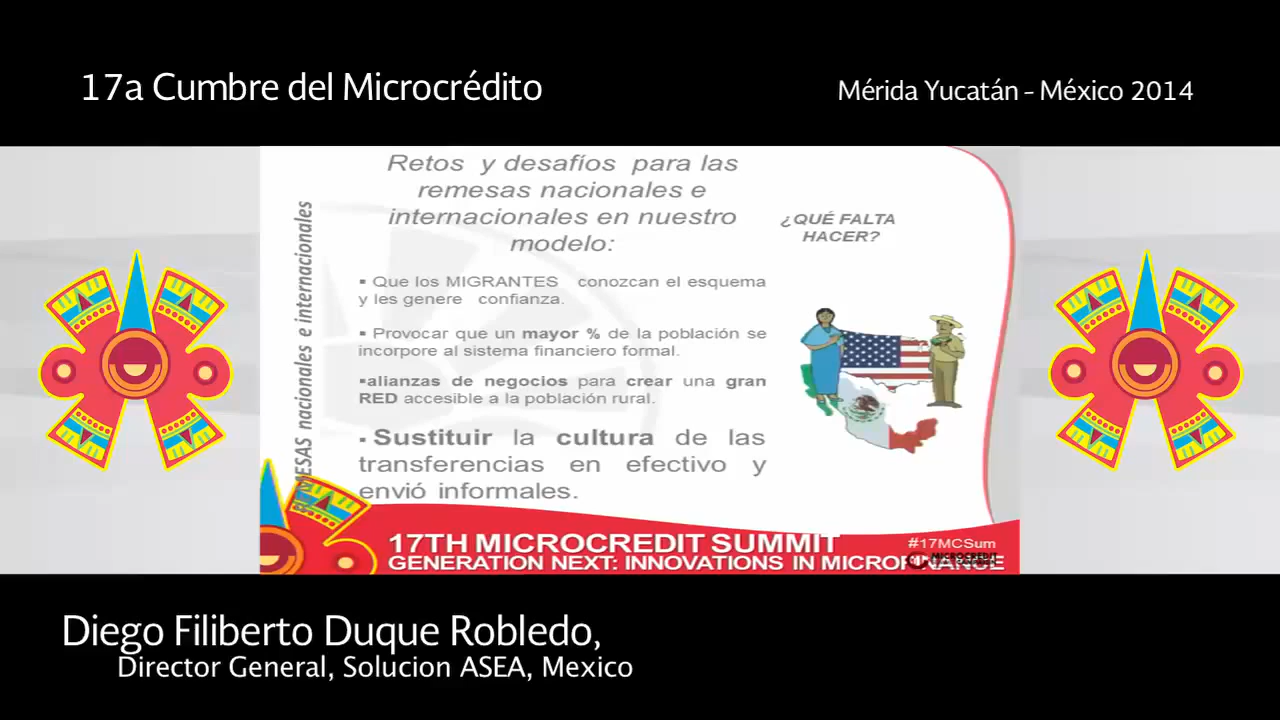 17a Cumbre del Microcrédito
Mérida Yucatán - México 2014
Retos y desafíos para las
remesas nacionales e
internacionales en nuestro
modelo:
¿QUÉ FALTA
HACER?
▪ Que los MIGRANTES conozcan el esquema
y les genere confianza.
▪ Provocar que un mayor % de la población se
incorpore al sistema financiero formal.
▪alianzas de negocios para crear una gran
RED accesible a la población rural.
▪ Sustituir la cultura de las
transferencias en efectivo y
envió informales.
REMESAS nacionales e internacionales
17TH MICROCREDIT SUMMIT
GENERATION NEXT: INNOVATIONS IN MICROFINANCE
#17MCSum
MICROCREDIT
Diego Filiberto Duque Robledo,
Director General, Solucion ASEA, Mexico